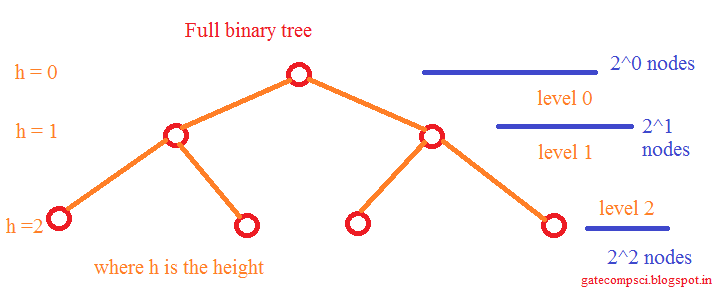 Full binary tree
h = 0
2^0 nodes
level 0
h = 1
2^1
nodes
level 1
level 2
h =2
where h is the height
2^2 nodes
gatecompsci.blogspot.in